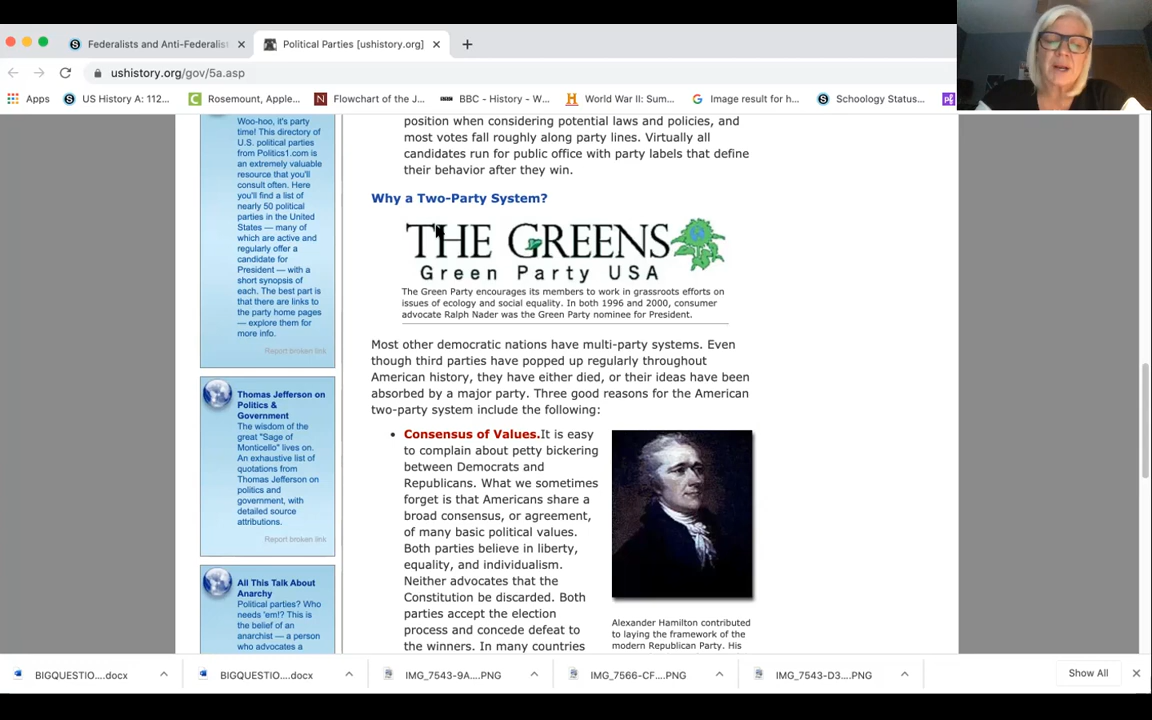 Federalists and Anti-Federalist
Political Parties [ushistory.org]
ushistory.org/gov/5a.asp
Apps
US History A: 112...
Rosemount, Apple...
Flowchart of the J...
BBC - History - W...
World War II: Sum...
Image result for h...
Schoology Status...
Woo-hoo, it's party
time! This directory of
U.S. political parties
from Politics1.com is
an extremely valuable
resource that you'll
consult often. Here
you'll find a list of
nearly 50 political
parties in the United
States — many of
which are active and
regularly offer a
candidate for
President — with a
short synopsis of
each. The best part is
that there are links to
the party home pages
— explore them for
more info.
Report broken link
Thomas Jefferson on
Politics &
Government
The wisdom of the
great "Sage of
Monticello" lives on.
An exhaustive list of
quotations from
Thomas Jefferson on
politics and
government, with
detailed source
attributions.
Report broken link
All This Talk About
Anarchy
Political parties? Who
needs 'em!? This is
the belief of an
anarchist — a person
who advocates a
position when considering potential laws and policies, and
most votes fall roughly along party lines. Virtually all
candidates run for public office with party labels that define
their behavior after they win.
Why a Two-Party System?
THE GREENS
Green Party USA
The Green Party encourages its members to work in grassroots efforts on
issues of ecology and social equality. In both 1996 and 2000, consumer
advocate Ralph Nader was the Green Party nominee for President.
Most other democratic nations have multi-party systems. Even
though third parties have popped up regularly throughout
American history, they have either died, or their ideas have been
absorbed by a major party. Three good reasons for the American
two-party system include the following:
Consensus of Values.It is easy
to complain about petty bickering
between Democrats and
Republicans. What we sometimes
forget is that Americans share a
broad consensus, or agreement,
of many basic political values.
Both parties believe in liberty,
equality, and individualism.
Neither advocates that the
Constitution be discarded. Both
parties accept the election
process and concede defeat to
the winners. In many countries
Alexander Hamilton contributed
to laying the framework of the
modern Republican Party. His
BIGQUESTIO....docx
BIGQUESTIO....docx
IMG_7543-9A....PNG
IMG_7566-CF....PNG
IMG_7543-D3....PNG
Show All